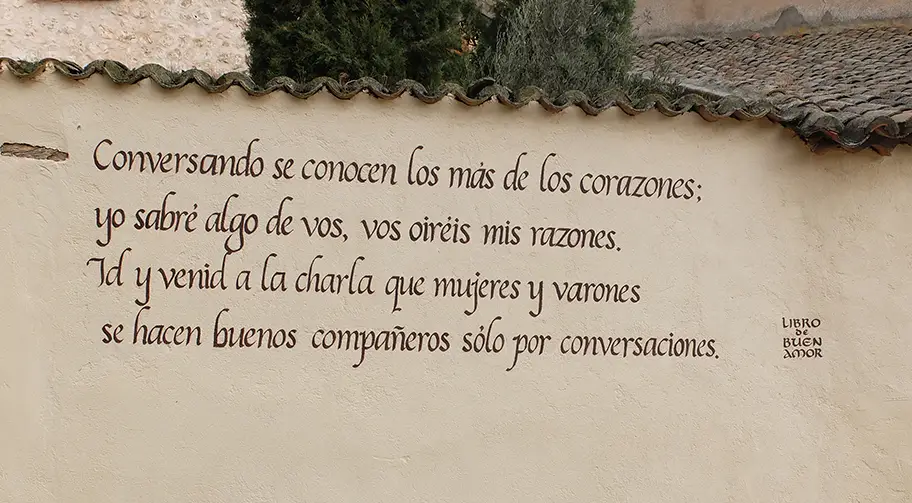 Conversando se conocen los más de los corazones;
yo sabré algo de vos, vos oiréis mis razones.
Id y venid a la charla que mujeres y varones
se hacen buenos compañeros sólo por conversaciones.
LIBRO
DE
BUEN
AMOR